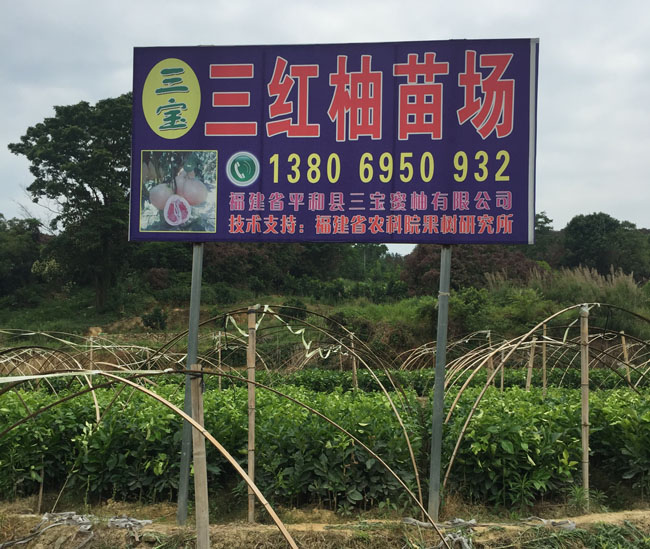 三宝
三红柚苗场
1380 6950 932
福建省平和县三宝蜜柚有限公司
技术支持：福建省农科院果树研究所